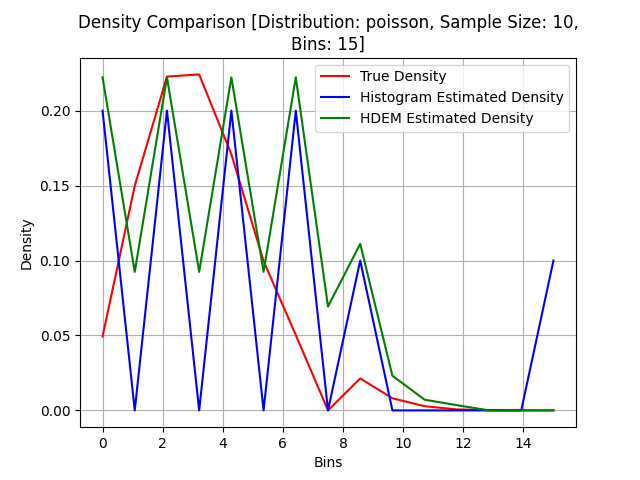 Density Comparison [Distribution: poisson, Sample Size: 10,
Bins: 15]
True Density
Histogram Estimated Density
HDEM Estimated Density
Density
0.20
0.15
0.10
0.05
0.00
0 2 4 6 8 10 12 14
Bins